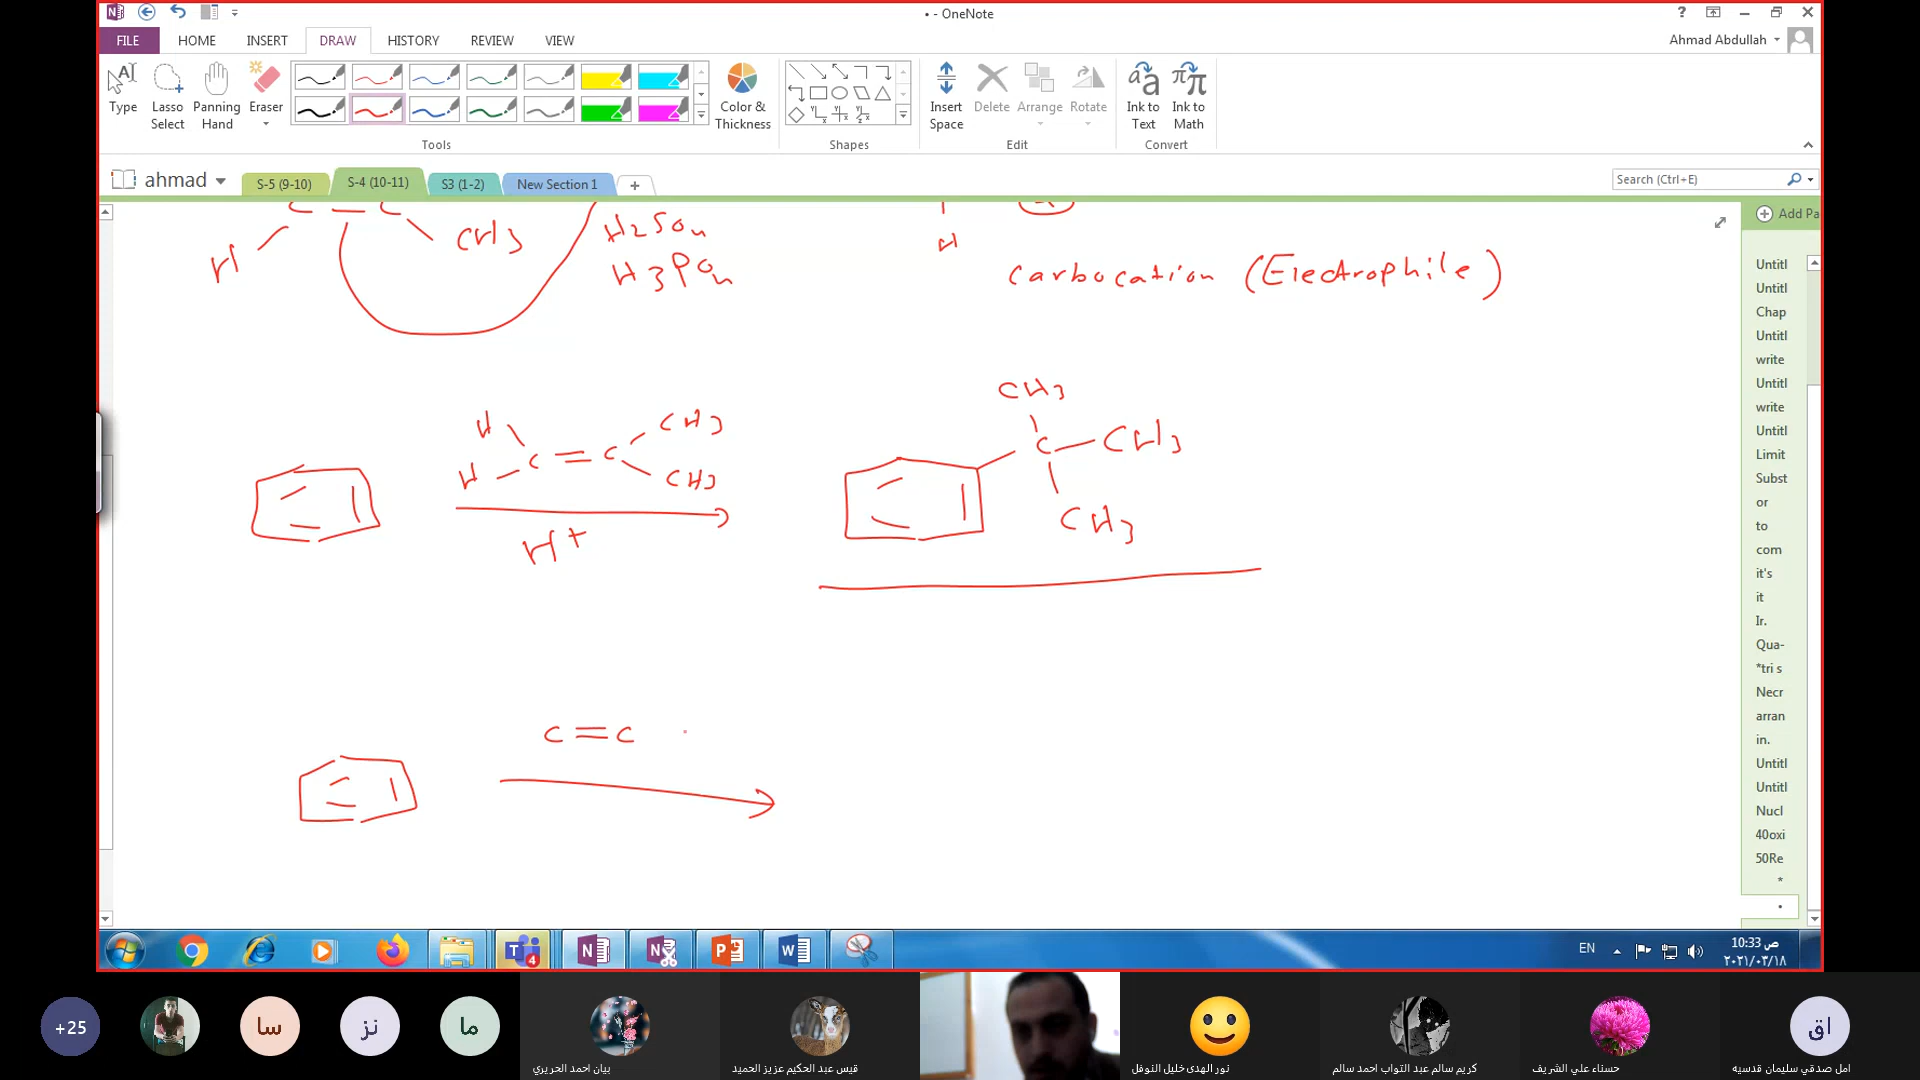 • - OneNote
?
FILE HOME INSERT DRAW HISTORY REVIEW VIEW
Ahmad Abdullah
Type
Lasso Select
Panning Hand
Eraser
Color & Thickness
Insert Space
Delete
Arrange
Rotate
Ink to Text
Ink to Math
Tools
Shapes
Edit
Convert
ahmad
S-5 (9-10)
S-4 (10-11)
S3 (1-2)
New Section 1
+
Search (Ctrl+E)
Add Pa
Untitl
Untitl
Chap
Untitl
write
Untitl
write
Untitl
Limit
Subst
or
to
com
it's
it
Ir.
Qua-
*tri s
Necr
arran
in.
Untitl
Untitl
Nucl
40oxi
50Re
*
•
C = C
H CH3
H2SO4
H3PO4
H
carbocation (Electrophile)
H CH3
C = C
H CH3
H+
CH3
C - CH3
CH3
C = C
EN
10:33 ص
٢٠٢١/٠٣/١٨
4
+25
سا
نز
ما
بيان احمد الحريري
قيس عبد الحكيم عزيز الحميد
نور الهدى خليل النوفل
كريم سالم عبد التواب احمد سالم
حسناء علي الشريف
اق
امل صدقي سليمان قدسيه